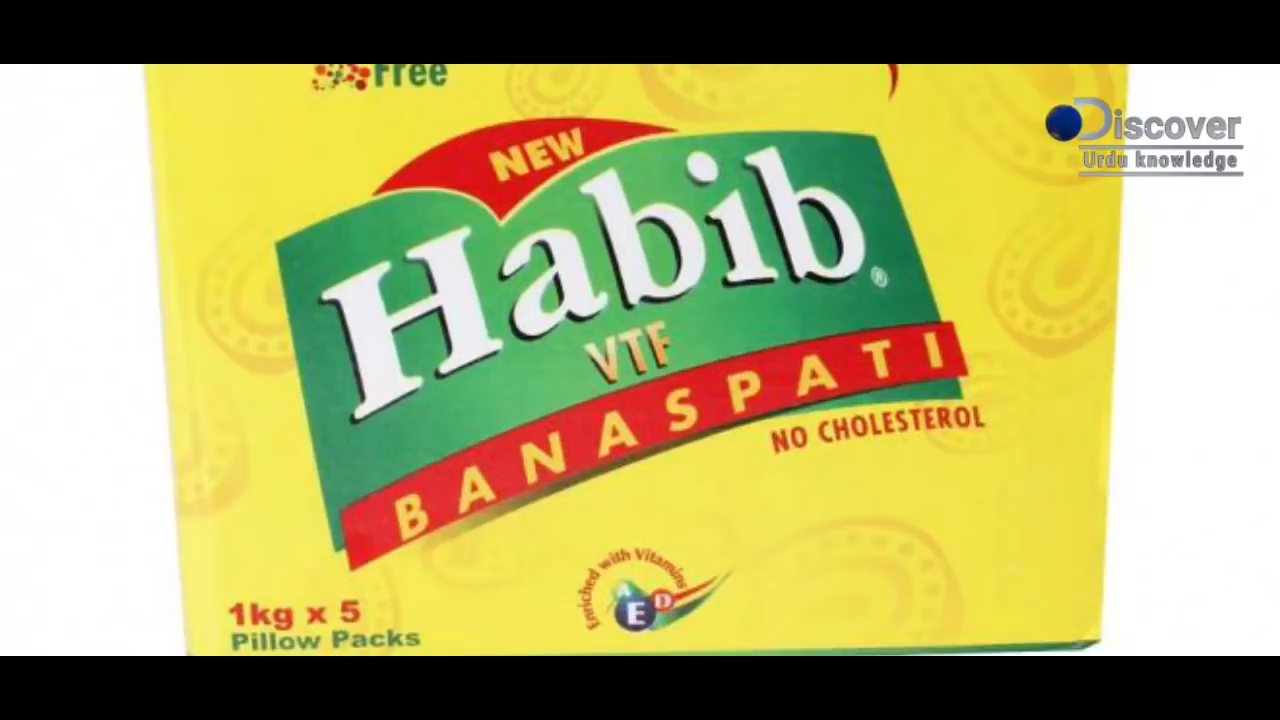 Free
Discover
Urdu knowledge
NEW
Habib®
VTF
BANASPATI
NO CHOLESTEROL
Enriched with Vitamins
A E D
1kg x 5
Pillow Packs